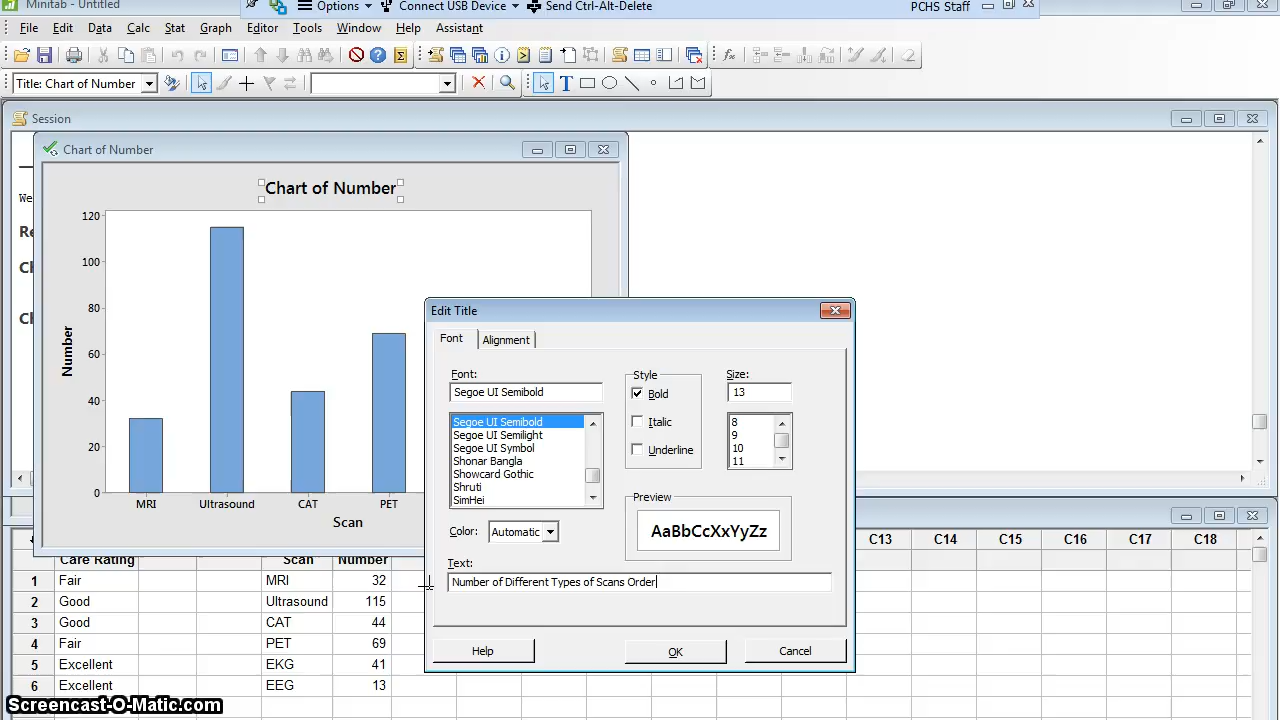 Minitab - Untitled
Options
Connect USB Device
Send Ctrl-Alt-Delete
PCHS Staff
File Edit Data Calc Stat Graph Editor Tools Window Help Assistant
Title: Chart of Number
Session
Chart of Number
We
Re
Ch
Ch
Chart of Number
120
100
80
60
40
20
0
Number
MRI Ultrasound CAT PET
Scan
Edit Title
Font Alignment
Font:
Segoe UI Semibold
Segoe UI Semibold
Segoe UI Semilight
Segoe UI Symbol
Shonar Bangla
Showcard Gothic
Shruti
SimHei
Style
Bold
Italic
Underline
Size:
13
8
9
10
11
Color: Automatic
Preview
AaBbCcXxYyZz
Text:
Number of Different Types of Scans Order
Help OK Cancel
C13 C14 C15 C16 C17 C18
Care Rating Scan Number
1 Fair MRI 32
2 Good Ultrasound 115
3 Good CAT 44
4 Fair PET 69
5 Excellent EKG 41
6 Excellent EEG 13
Screencast-O-Matic.com